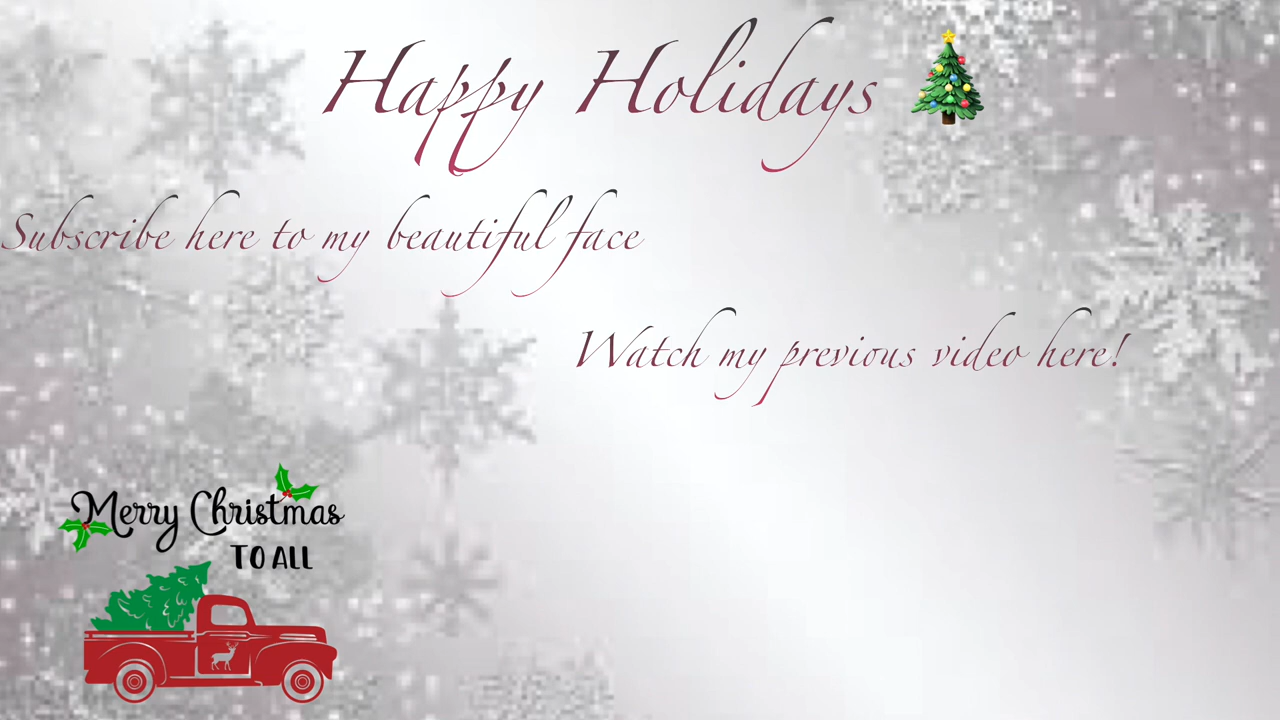 Happy Holidays 🎄
Subscribe here to my beautiful face
Watch my previous video here!
Merry Christmas
TO ALL